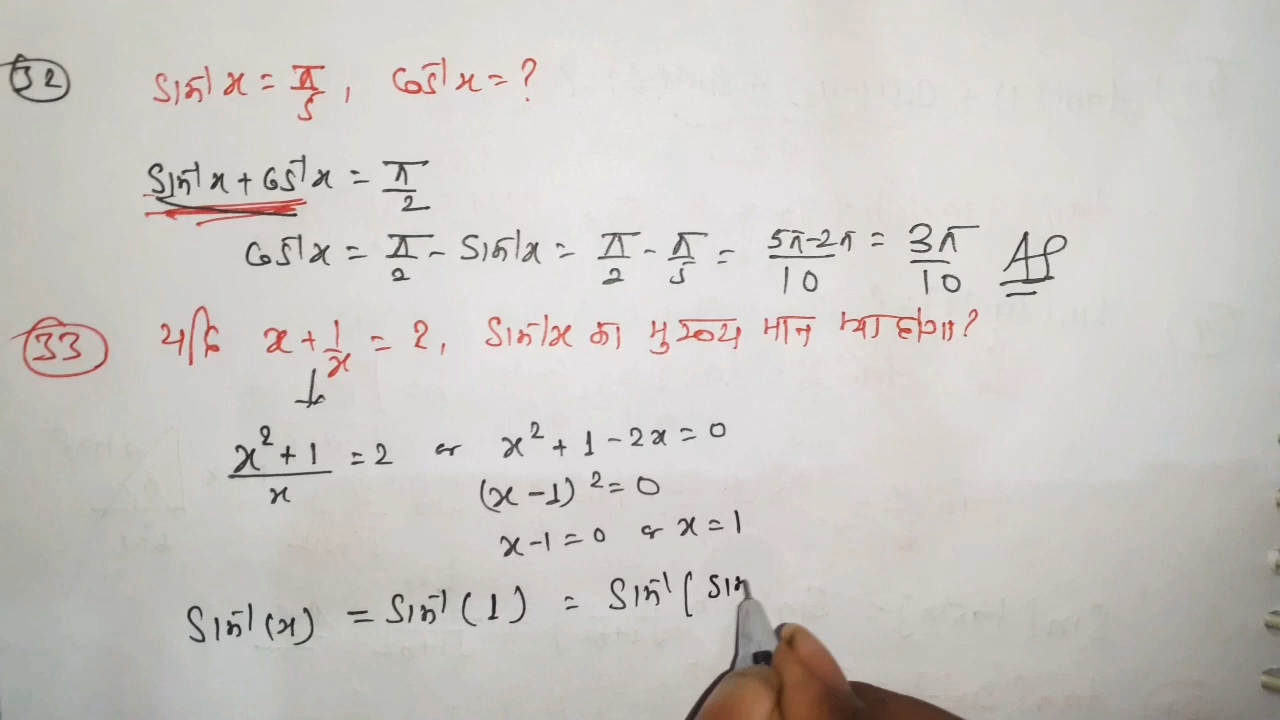 32 sin⁻¹x = π/5, cos⁻¹x = ?
sin⁻¹x + cos⁻¹x = π/2
cos⁻¹x = π/2 - sin⁻¹x = π/2 - π/5 = (5π-2π)/10 = 3π/10
33 यदि x + 1/x = 2, sin⁻¹x का मुख्य मान क्या होगा?
(x² + 1)/x = 2 or x² + 1 - 2x = 0
(x - 1)² = 0
x - 1 = 0 or x = 1
sin⁻¹(x) = sin⁻¹(1) = sin⁻¹[sin